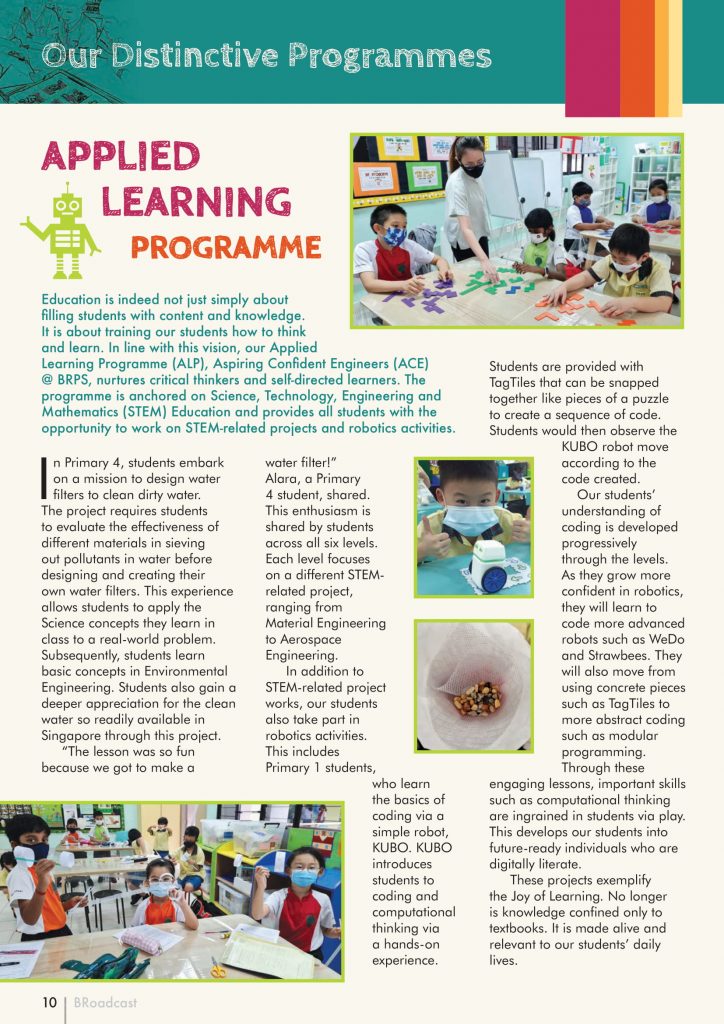 Our Distinctive Programmes
APPLIED
LEARNING
PROGRAMME
Education is indeed not just simply about
filling students with content and knowledge.
It is about training our students how to think
and learn. In line with this vision, our Applied
Learning Programme (ALP), Aspiring Confident Engineers (ACE)
@ BRPS, nurtures critical thinkers and self-directed learners. The
programme is anchored on Science, Technology, Engineering and
Mathematics (STEM) Education and provides all students with the
opportunity to work on STEM-related projects and robotics activities.
In Primary 4, students embark
on a mission to design water
filters to clean dirty water.
The project requires students
to evaluate the effectiveness of
different materials in sieving
out pollutants in water before
designing and creating their
own water filters. This experience
allows students to apply the
Science concepts they learn in
class to a real-world problem.
Subsequently, students learn
basic concepts in Environmental
Engineering. Students also gain a
deeper appreciation for the clean
water so readily available in
Singapore through this project.
“The lesson was so fun
because we got to make a
water filter!”
Alara, a Primary
4 student, shared.
This enthusiasm is
shared by students
across all six levels.
Each level focuses
on a different STEM-
related project,
ranging from
Material Engineering
to Aerospace
Engineering.
In addition to
STEM-related project
works, our students
also take part in
robotics activities.
This includes
Primary 1 students,
who learn
the basics of
coding via a
simple robot,
KUBO. KUBO
introduces
students to
coding and
computational
thinking via
a hands-on
experience.
Students are provided with
TagTiles that can be snapped
together like pieces of a puzzle
to create a sequence of code.
Students would then observe the
KUBO robot move
according to the
code created.
Our students’
understanding of
coding is developed
progressively
through the levels.
As they grow more
confident in robotics,
they will learn to
code more advanced
robots such as WeDo
and Strawbees. They
will also move from
using concrete pieces
such as TagTiles to
more abstract coding
such as modular
programming.
Through these
engaging lessons, important skills
such as computational thinking
are ingrained in students via play.
This develops our students into
future-ready individuals who are
digitally literate.
These projects exemplify
the Joy of Learning. No longer
is knowledge confined only to
textbooks. It is made alive and
relevant to our students’ daily
lives.
10 BRoadcast